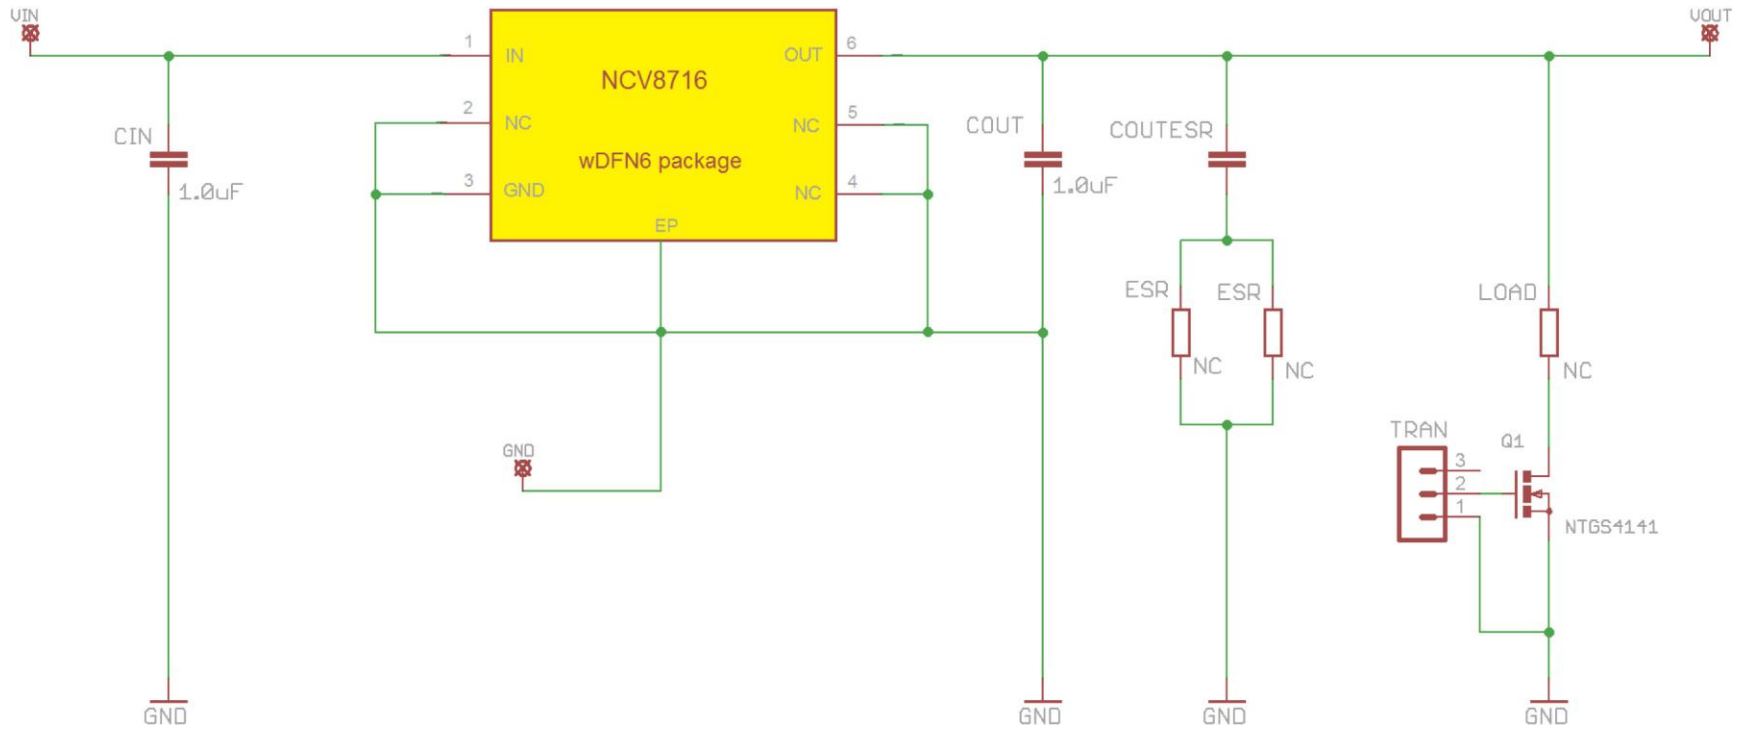 VIN
VOUT
1
IN
OUT
6
NCV8716
2
NC
NC
5
CIN
COUT
COUTESR
wDFN6 package
3
GND
NC
4
1.0uF
1.0uF
EP
ESR
ESR
LOAD
NC
NC
NC
TRAN
Q1
GND
3
2
1
NTGS4141
GND
GND
GND
GND